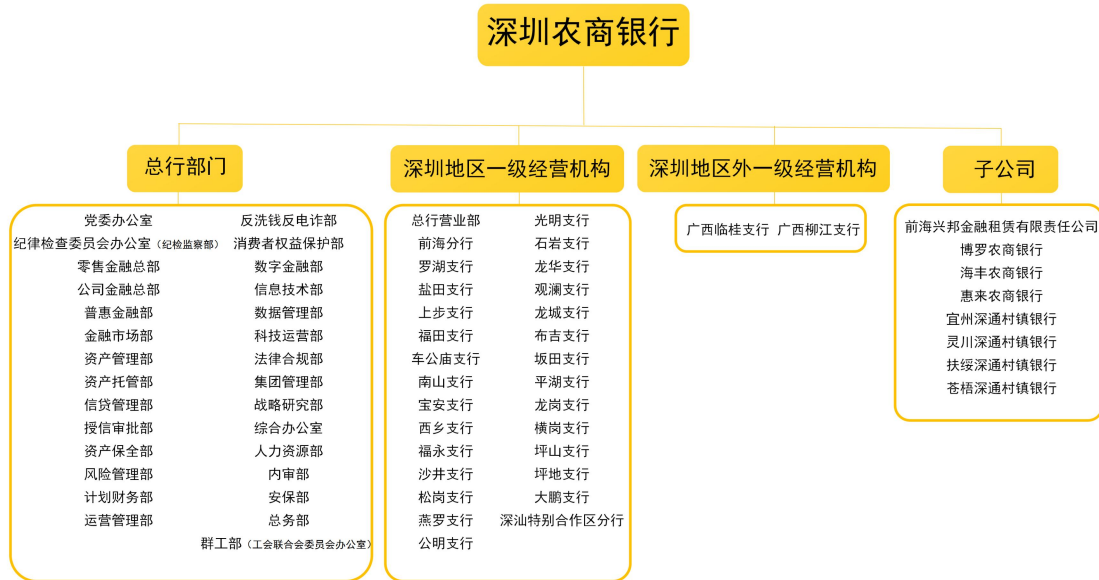 深圳农商银行
总行部门
党委办公室
纪律检查委员会办公室（纪检监察部）
零售金融总部
公司金融总部
普惠金融部
金融市场部
资产管理部
资产托管部
信贷管理部
授信审批部
资产保全部
风险管理部
计划财务部
运营管理部
反洗钱反电诈部
消费者权益保护部
数字金融部
信息技术部
数据管理部
科技运营部
法律合规部
集团管理部
战略研究部
综合办公室
人力资源部
内审部
安保部
总务部
群工部（工会联合会委员会办公室）
深圳地区一级经营机构
总行营业部
前海分行
罗湖支行
盐田支行
上步支行
福田支行
车公庙支行
南山支行
宝安支行
西乡支行
福永支行
沙井支行
松岗支行
燕罗支行
公明支行
光明支行
石岩支行
龙华支行
观澜支行
龙城支行
布吉支行
坂田支行
平湖支行
龙岗支行
横岗支行
坪山支行
坪地支行
大鹏支行
深汕特别合作区分行
深圳地区外一级经营机构
广西临桂支行 广西柳江支行
子公司
前海兴邦金融租赁有限责任公司
博罗农商银行
海丰农商银行
惠来农商银行
宜州深通村镇银行
灵川深通村镇银行
扶绥深通村镇银行
苍梧深通村镇银行